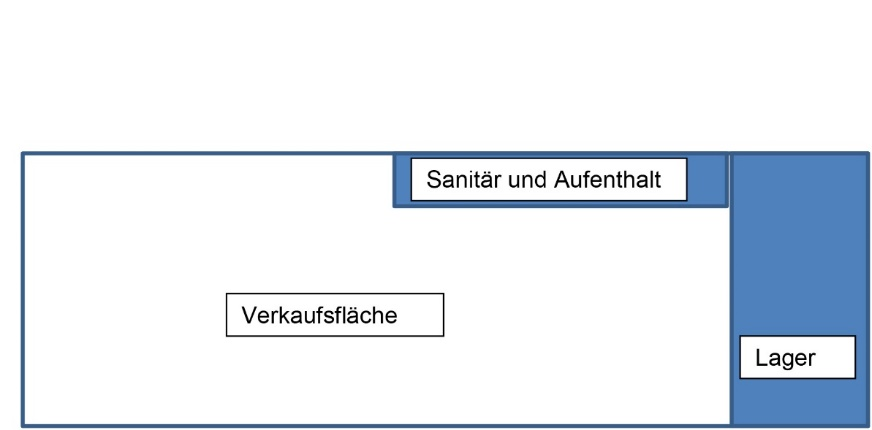 Sanitär und Aufenthalt
Verkaufsfläche
Lager